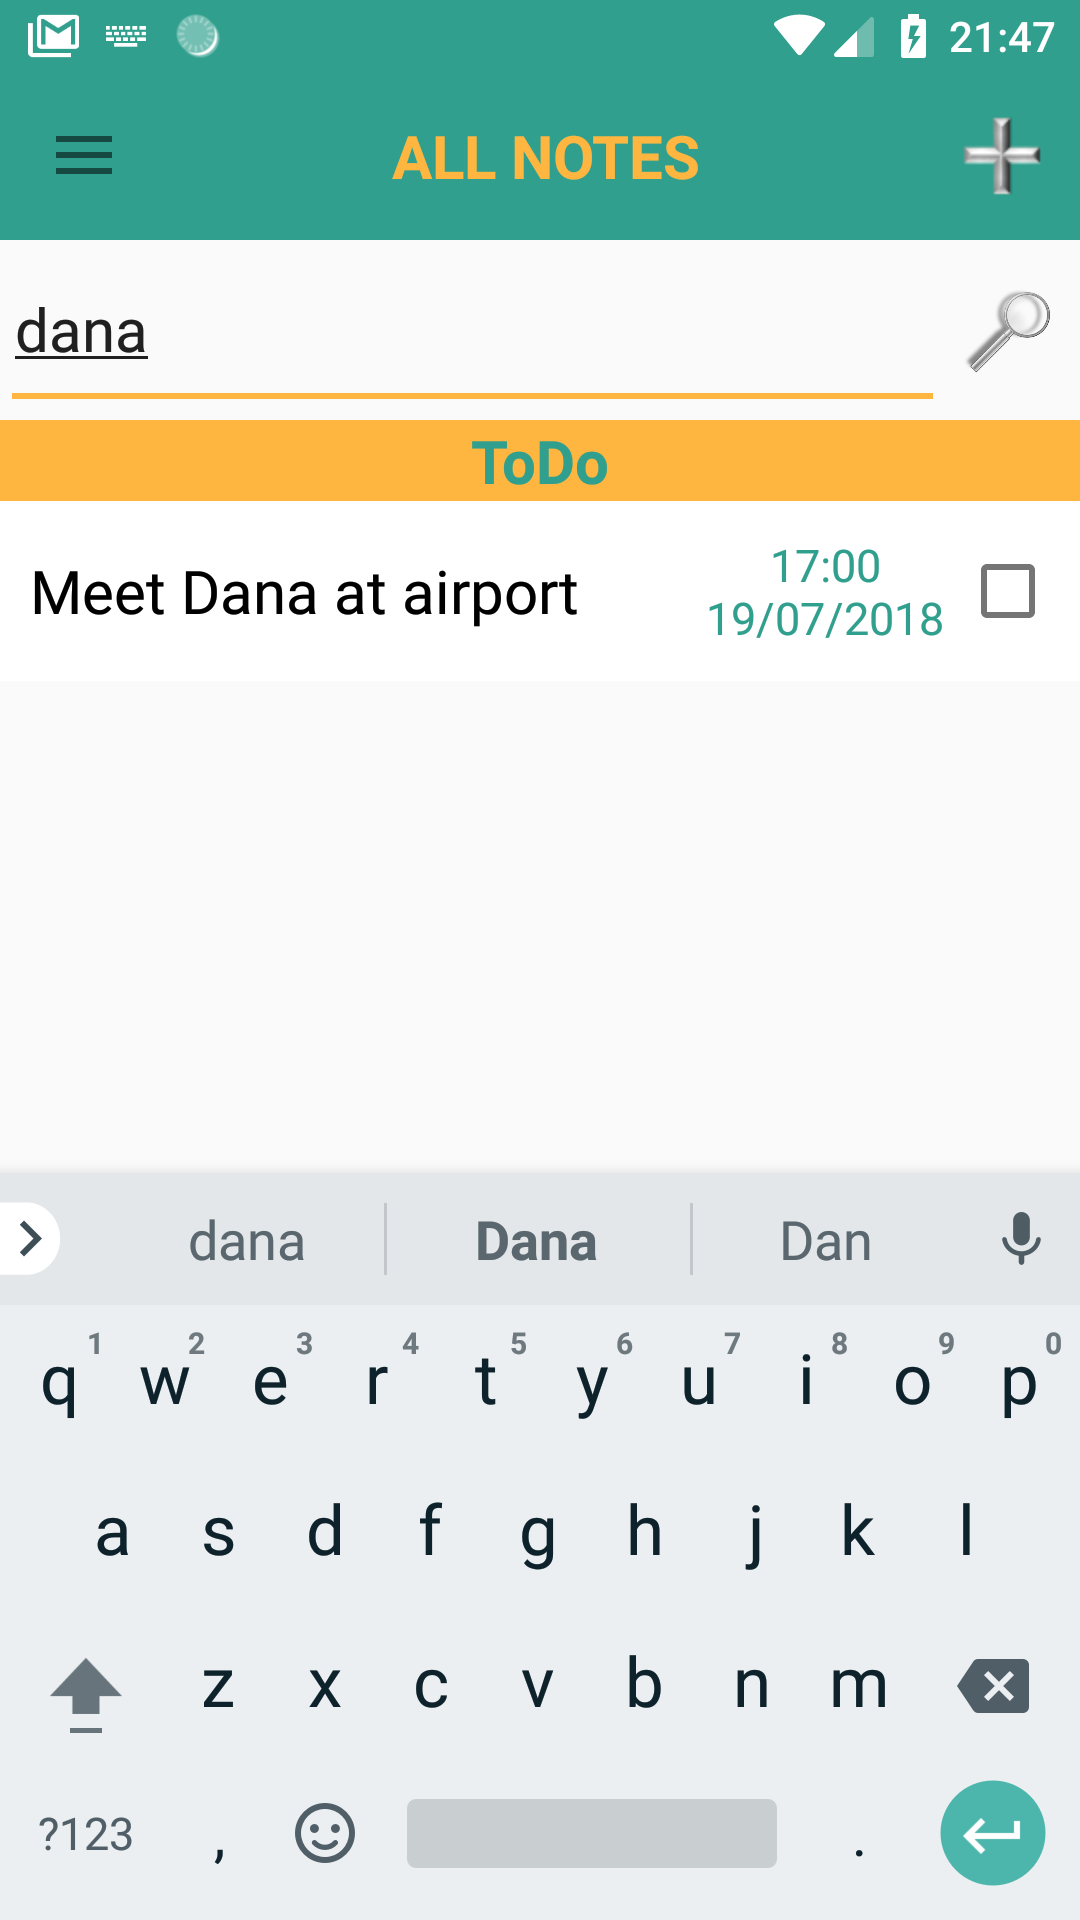 21:47
ALL NOTES
dana
ToDo
Meet Dana at airport
17:00
19/07/2018
dana Dana Dan
1 2 3 4 5 6 7 8 9 0
q w e r t y u i o p
a s d f g h j k l
z x c v b n m
?123 , .